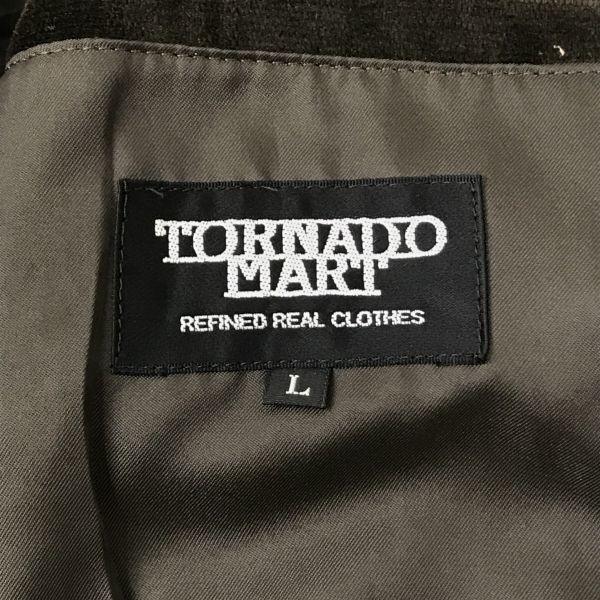 TORNADO
MART
REFINED REAL CLOTHES
L